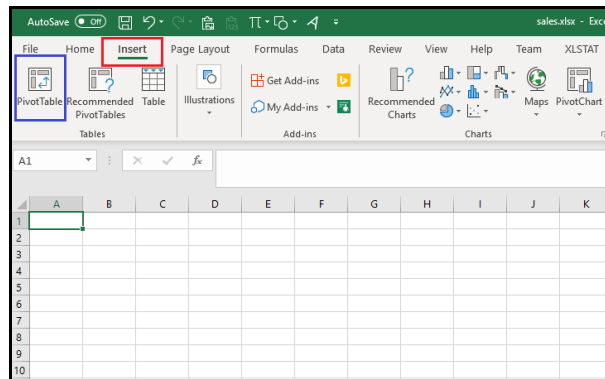 AutoSave Off sales.xlsx - Exce
File Home Insert Page Layout Formulas Data Review View Help Team XLSTAT
PivotTable Recommended PivotTables Table Illustrations Get Add-ins My Add-ins Recommended Charts Maps PivotChart
Tables Add-ins Charts
A1 fx
A B C D E F G H I J K
1
2
3
4
5
6
7
8
9
10